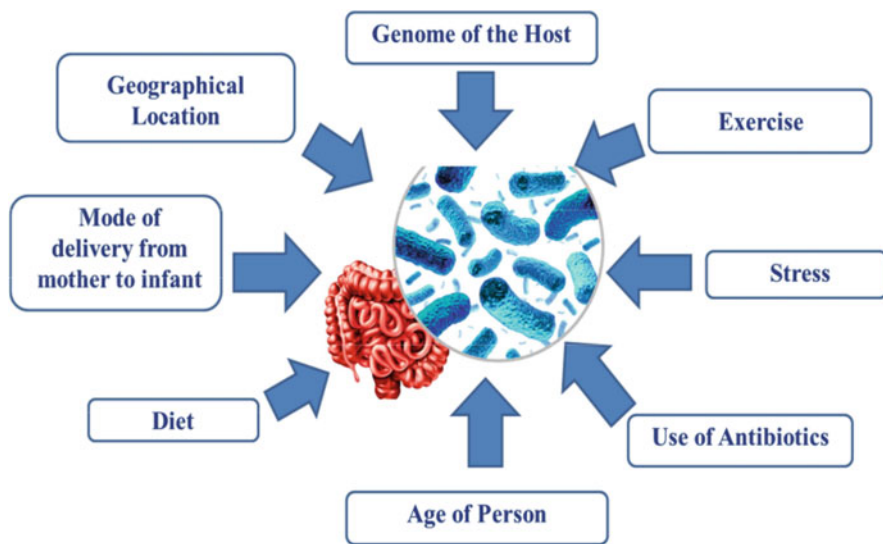 Genome of the Host
Geographical
Location
Exercise
Mode of
delivery from
mother to infant
Stress
Diet
Use of Antibiotics
Age of Person